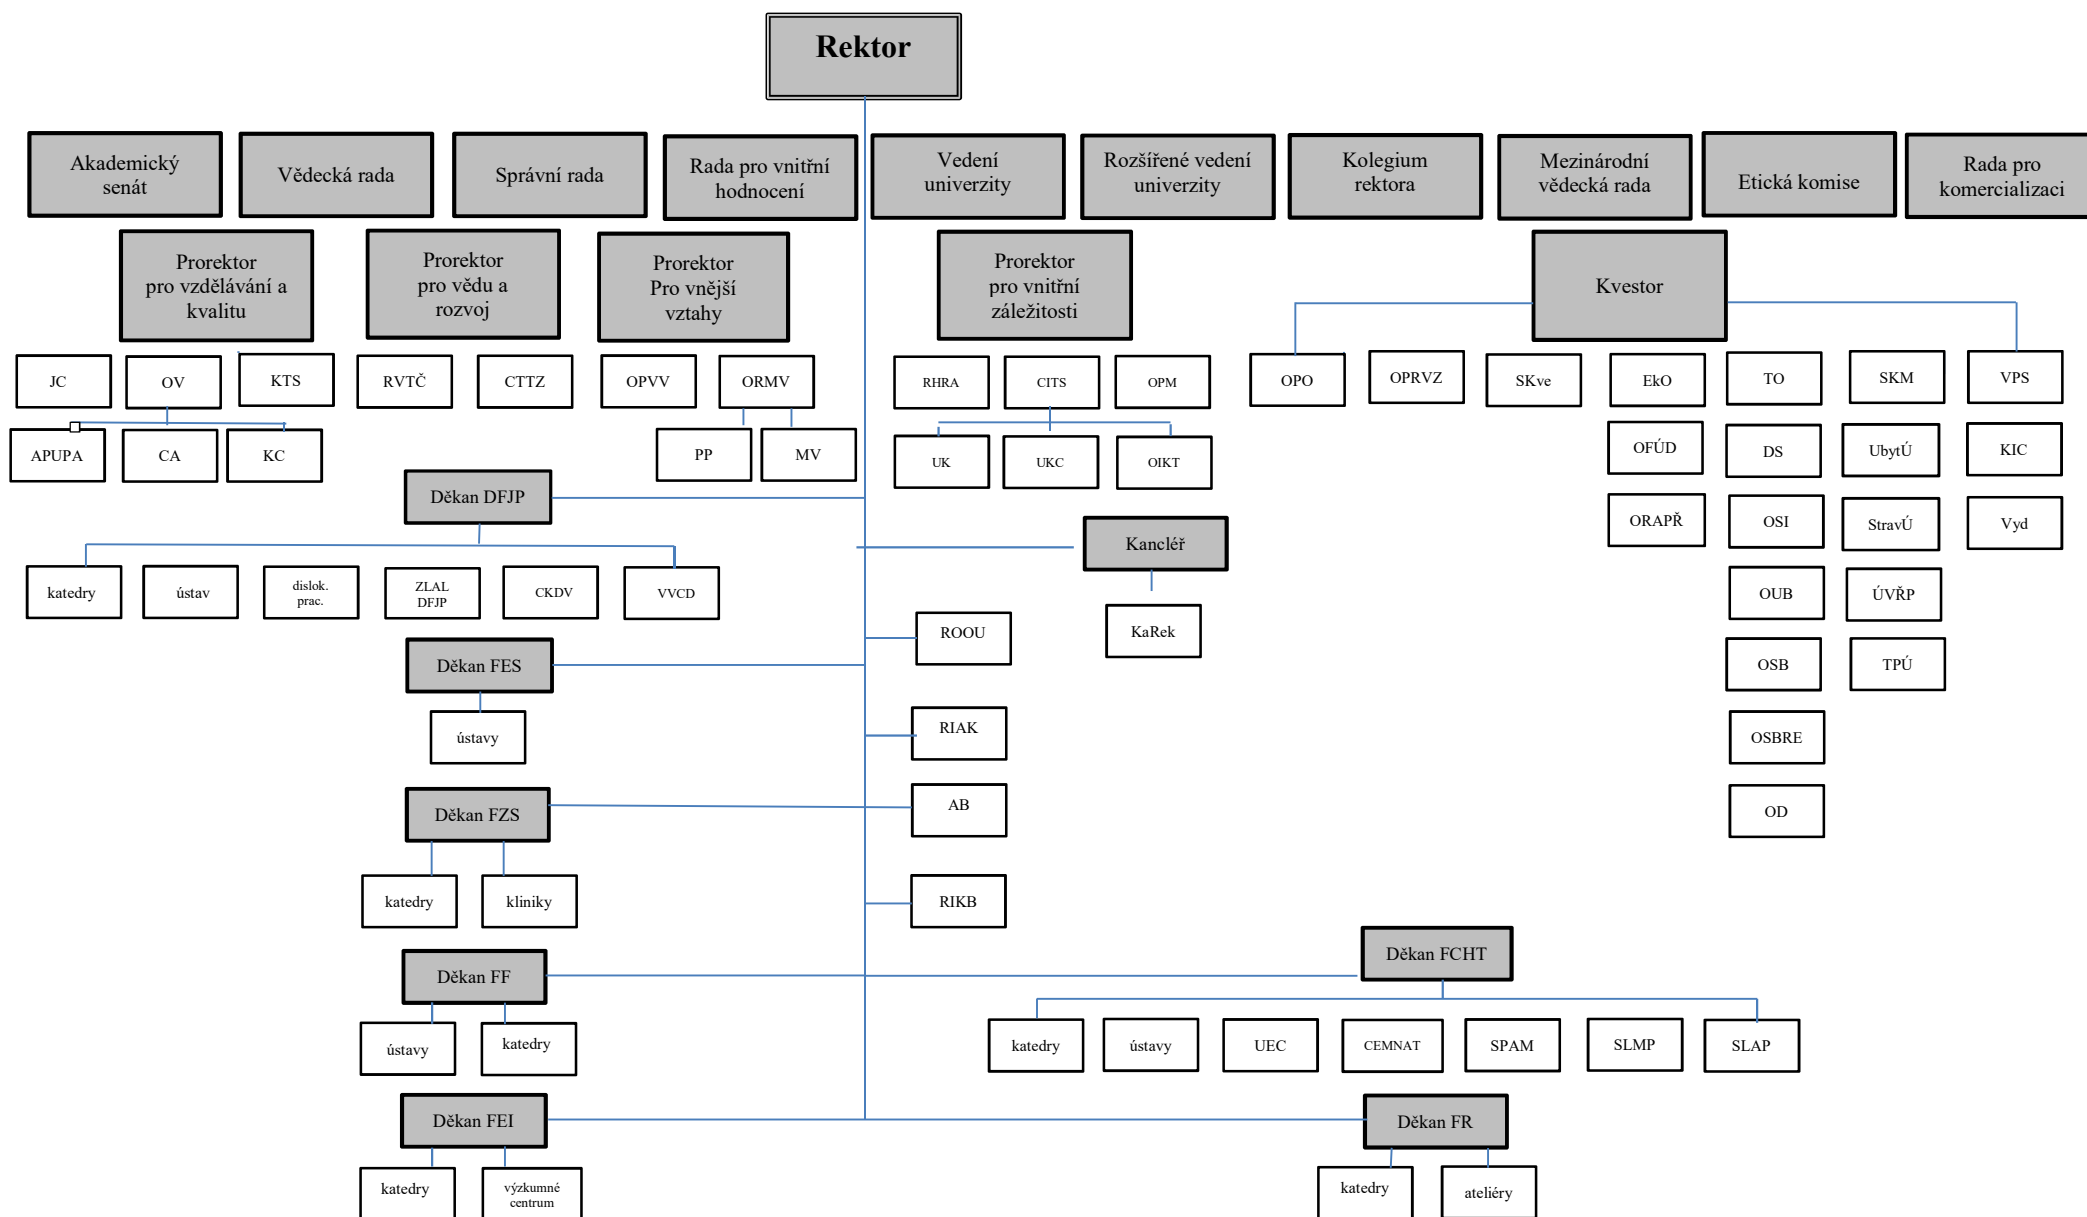 Rektor
Akademický
senát
Vědecká rada
Správní rada
Rada pro vnitřní
hodnocení
Vedení
univerzity
Rozšířené vedení
univerzity
Kolegium
rektora
Mezinárodní
vědecká rada
Etická komise
Rada pro
komercializaci
Prorektor
pro vzdělávání a
kvalitu
Prorektor
pro vědu a
rozvoj
Prorektor
Pro vnější
vztahy
Prorektor
pro vnitřní
záležitosti
Kvestor
JC
OV
KTS
RVTČ
CTTZ
OPVV
ORMV
RHRA
CITS
OPM
OPO
OPRVZ
SKve
EkO
TO
SKM
VPS
APUPA
CA
KC
PP
MV
UK
UKC
OIKT
OFÚD
DS
UbytÚ
KIC
Děkan DFJP
ORAPŘ
OSI
StravÚ
Vyd
Kancléř
katedry
ústav
dislok.
prac.
ZLAL
DFJP
CKDV
VVCD
OUB
ÚVŘP
ROOU
KaRek
Děkan FES
OSB
TPÚ
ústavy
RIAK
OSBRE
Děkan FZS
AB
OD
katedry
kliniky
RIKB
Děkan FF
Děkan FCHT
ústavy
katedry
katedry
ústavy
UEC
CEMNAT
SPAM
SLMP
SLAP
Děkan FEI
Děkan FR
katedry
výzkumné
centrum
katedry
ateliéry